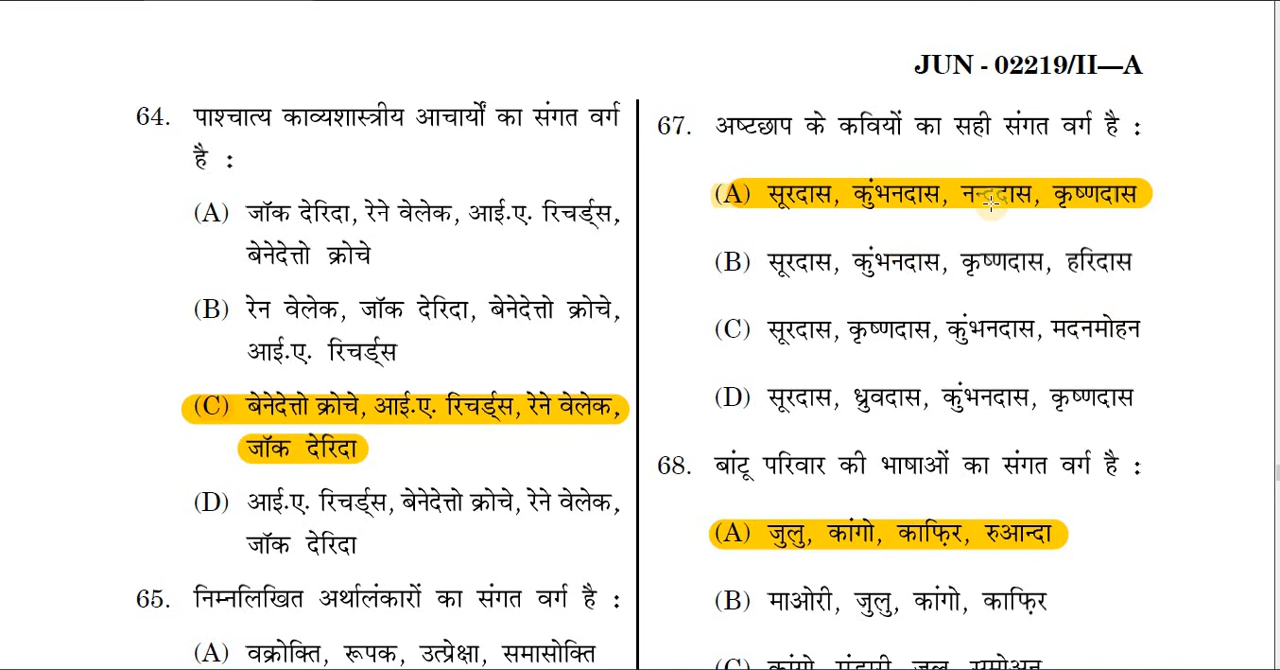 JUN - 02219/II—A
64. पाश्चात्य काव्यशास्त्रीय आचार्यों का संगत वर्ग
है :
(A) जॉक देरिदा, रेने वेलेक, आई.ए. रिचर्ड्स,
बेनेदेत्तो क्रोचे
(B) रेन वेलेक, जॉक देरिदा, बेनेदेत्तो क्रोचे,
आई.ए. रिचर्ड्स
(C) बेनेदेत्तो क्रोचे, आई.ए. रिचर्ड्स, रेने वेलेक,
जॉक देरिदा
(D) आई.ए. रिचर्ड्स, बेनेदेत्तो क्रोचे, रेने वेलेक,
जॉक देरिदा
65. निम्नलिखित अर्थालंकारों का संगत वर्ग है :
(A) वक्रोक्ति, रूपक, उत्प्रेक्षा, समासोक्ति
67. अष्टछाप के कवियों का सही संगत वर्ग है :
(A) सूरदास, कुंभनदास, नन्ददास, कृष्णदास
(B) सूरदास, कुंभनदास, कृष्णदास, हरिदास
(C) सूरदास, कृष्णदास, कुंभनदास, मदनमोहन
(D) सूरदास, ध्रुवदास, कुंभनदास, कृष्णदास
68. बांटू परिवार की भाषाओं का संगत वर्ग है :
(A) जुलु, कांगो, काफ़िर, रुआन्दा
(B) माओरी, जुलु, कांगो, काफ़िर